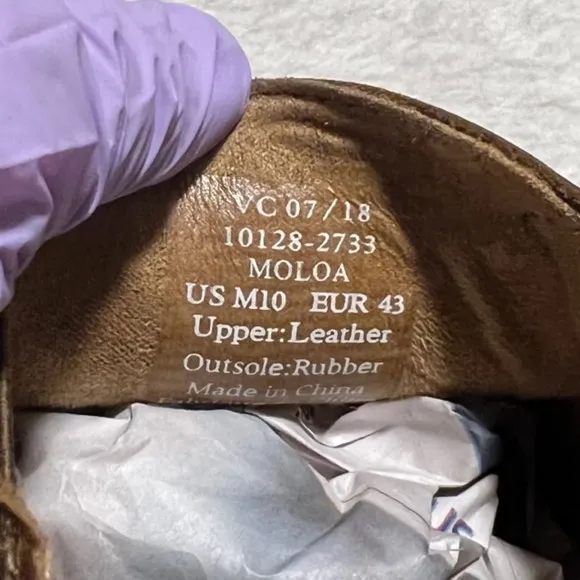 VC 07/18
10128-2733
MOLOA
US M10 EUR 43
Upper:Leather
Outsole:Rubber
Made in China